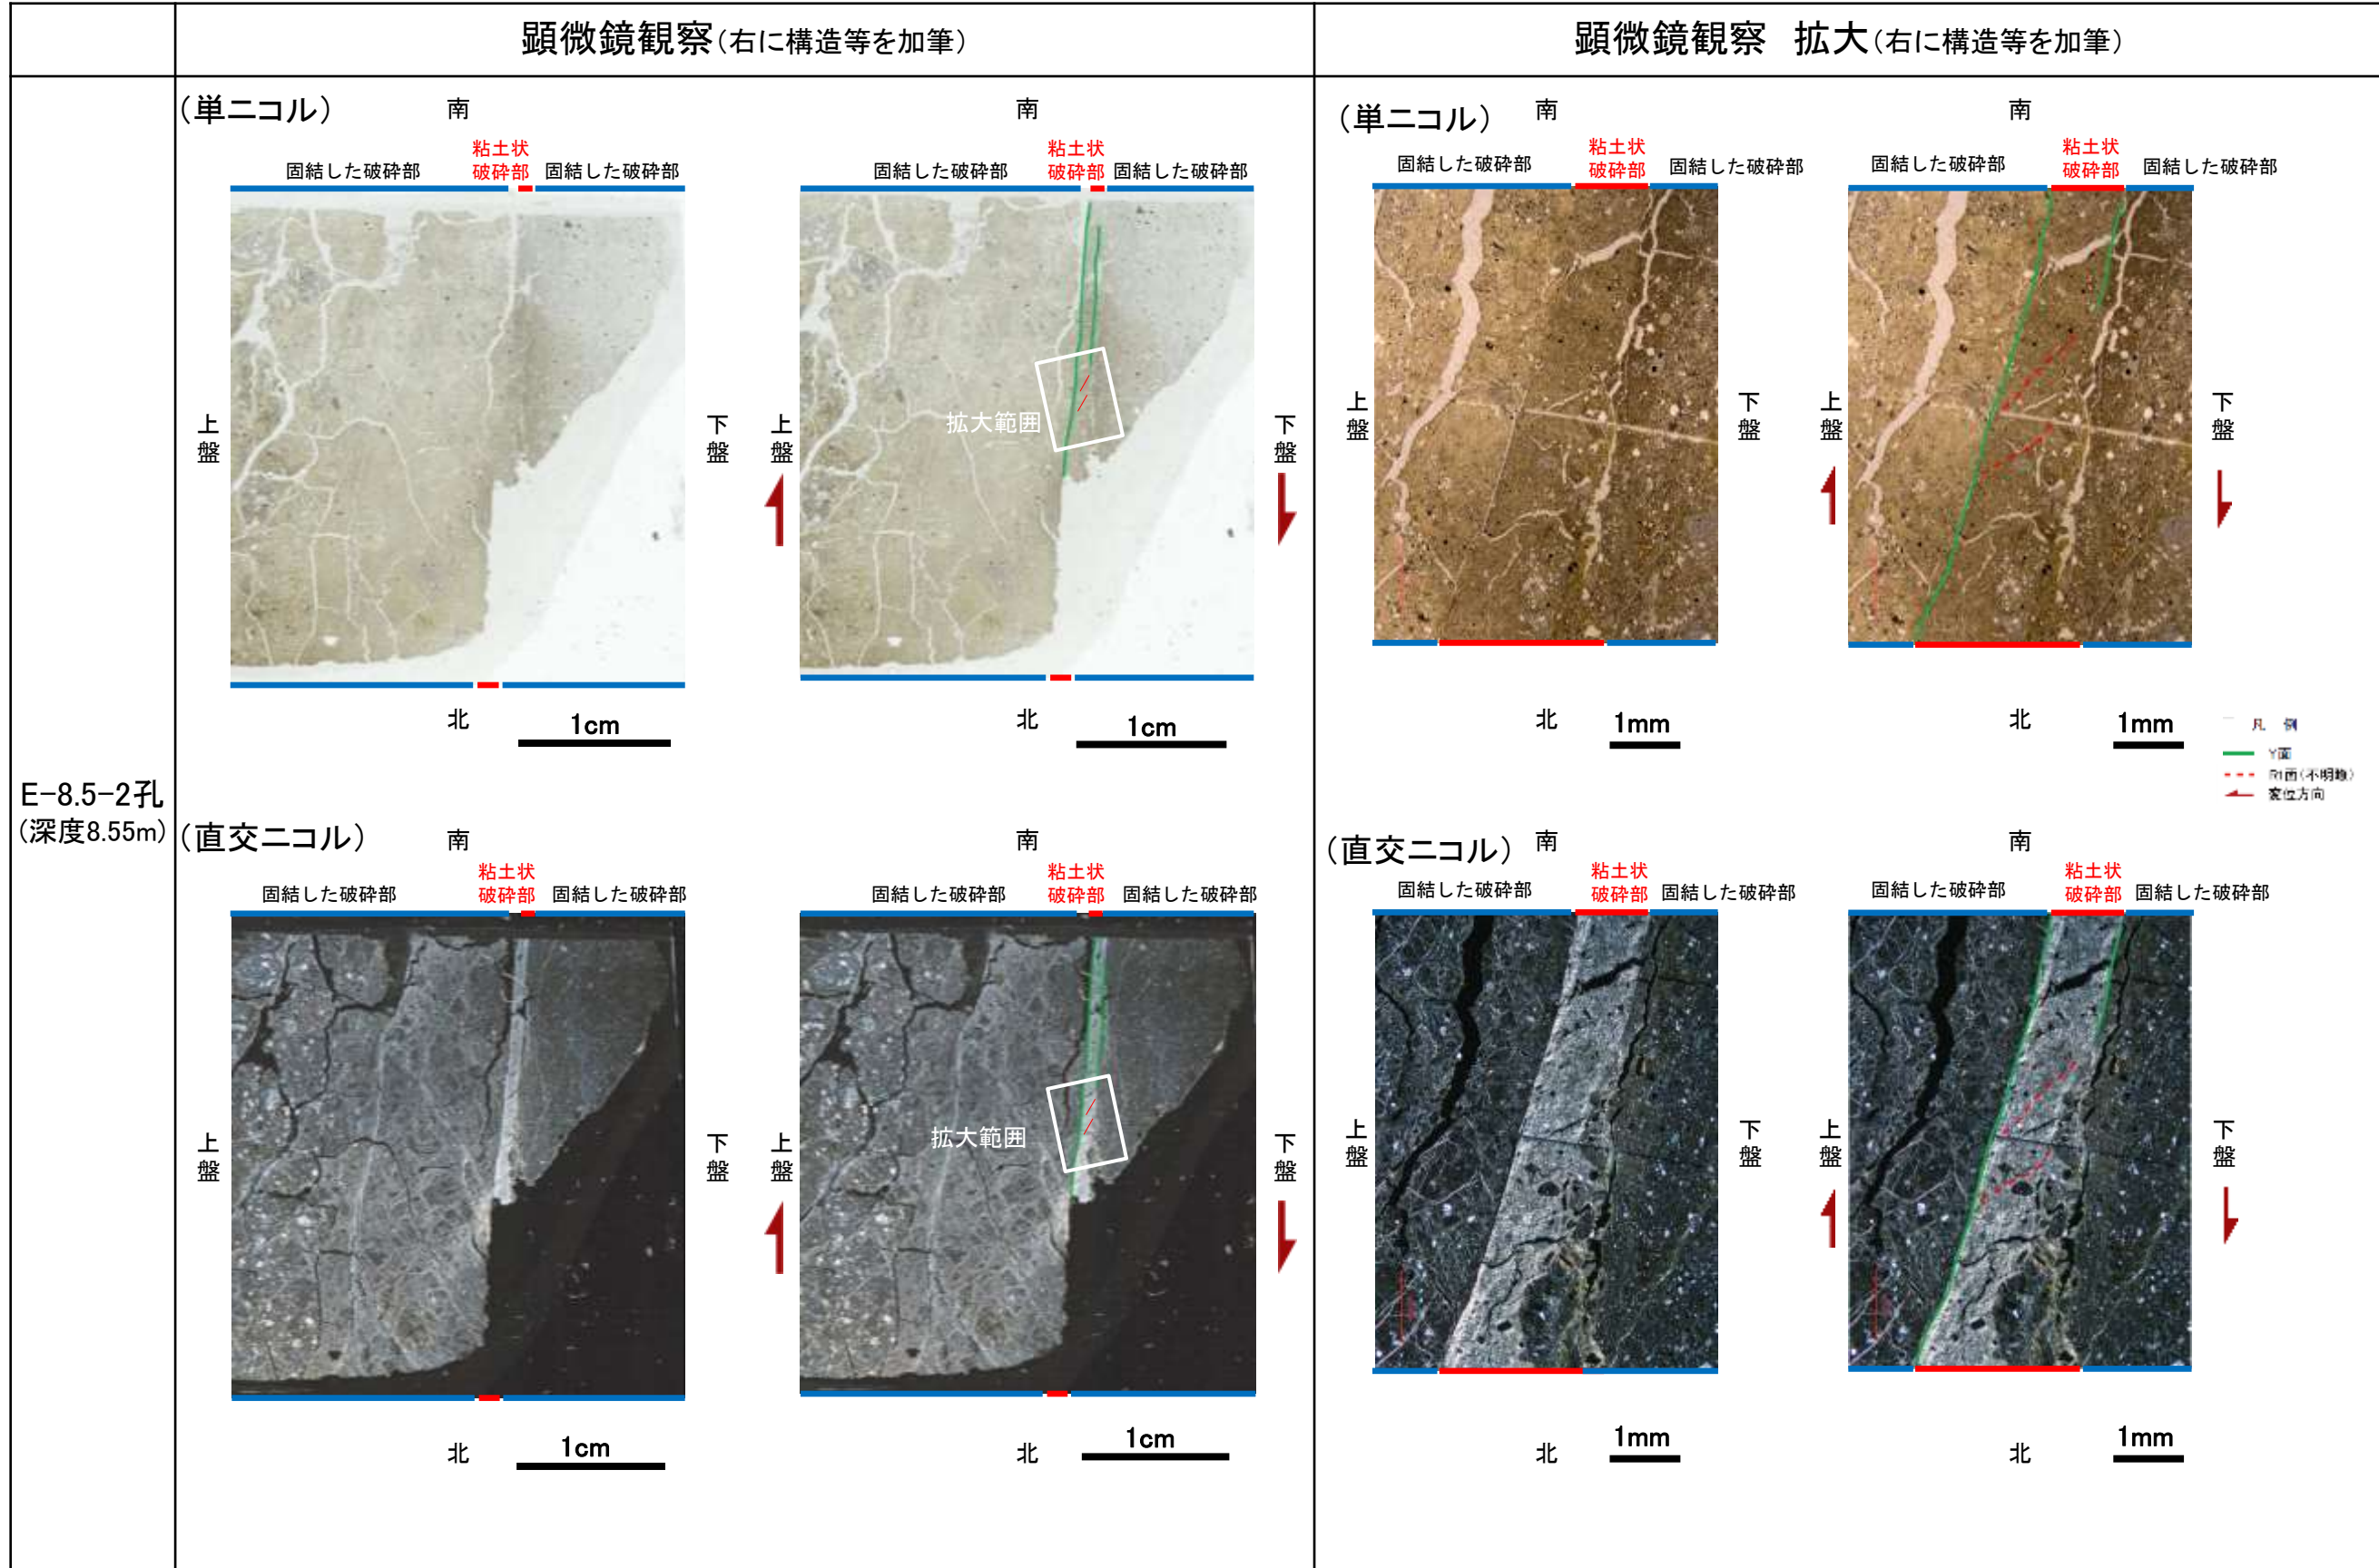 顕微鏡観察(右に構造等を加筆)
顕微鏡観察 拡大(右に構造等を加筆)
E-8.5-2孔
(深度8.55m)
(単ニコル)
南
固結した破砕部
粘土状
破砕部
固結した破砕部
上盤
下盤
北
1cm
南
固結した破砕部
粘土状
破砕部
固結した破砕部
上盤
拡大範囲
下盤
北
1cm
(単ニコル)
南
固結した破砕部
粘土状
破砕部
固結した破砕部
上盤
下盤
北
1mm
南
固結した破砕部
粘土状
破砕部
固結した破砕部
上盤
下盤
北
1mm
凡 例
Y面
R1面(不明瞭)
変位方向
(直交ニコル)
南
固結した破砕部
粘土状
破砕部
固結した破砕部
上盤
下盤
北
1cm
南
固結した破砕部
粘土状
破砕部
固結した破砕部
上盤
拡大範囲
下盤
北
1cm
(直交ニコル)
南
固結した破砕部
粘土状
破砕部
固結した破砕部
上盤
下盤
北
1mm
南
固結した破砕部
粘土状
破砕部
固結した破砕部
上盤
下盤
北
1mm